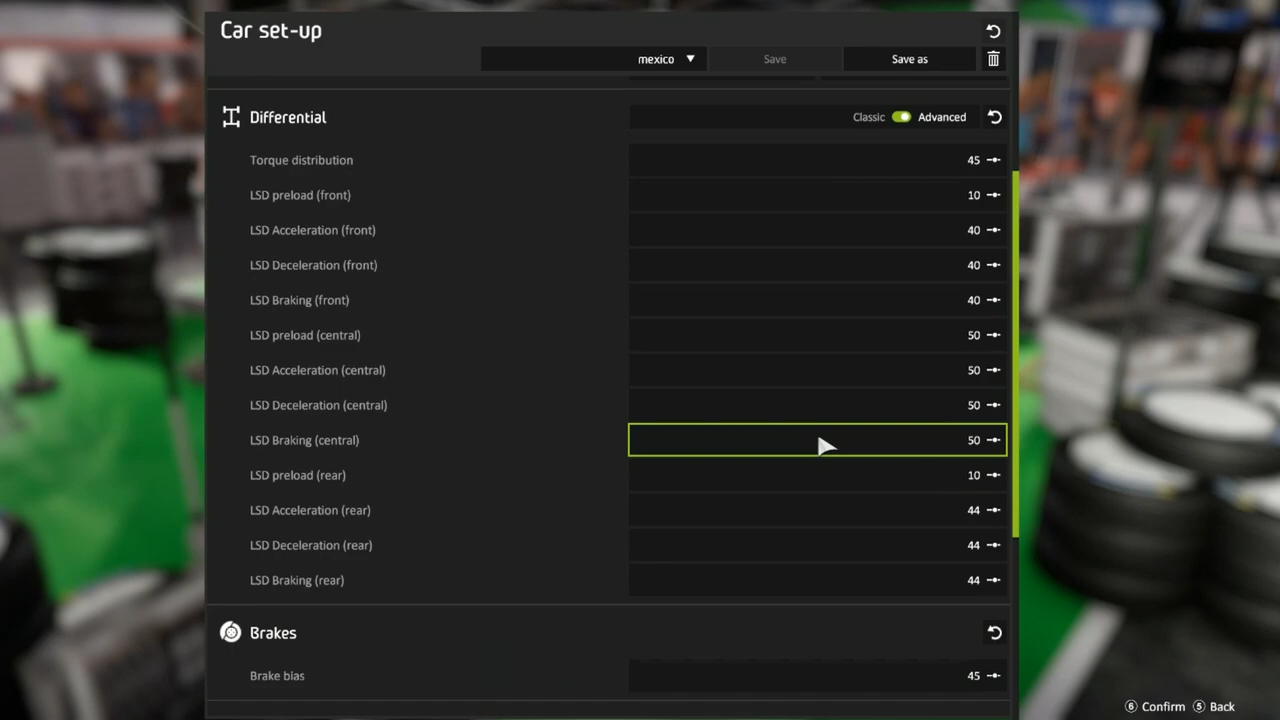 Car set-up
mexico Save Save as
Differential Classic Advanced
Torque distribution 45
LSD preload (front) 10
LSD Acceleration (front) 40
LSD Deceleration (front) 40
LSD Braking (front) 40
LSD preload (central) 50
LSD Acceleration (central) 50
LSD Deceleration (central) 50
LSD Braking (central) 50
LSD preload (rear) 10
LSD Acceleration (rear) 44
LSD Deceleration (rear) 44
LSD Braking (rear) 44
Brakes
Brake bias 45
6 Confirm 5 Back